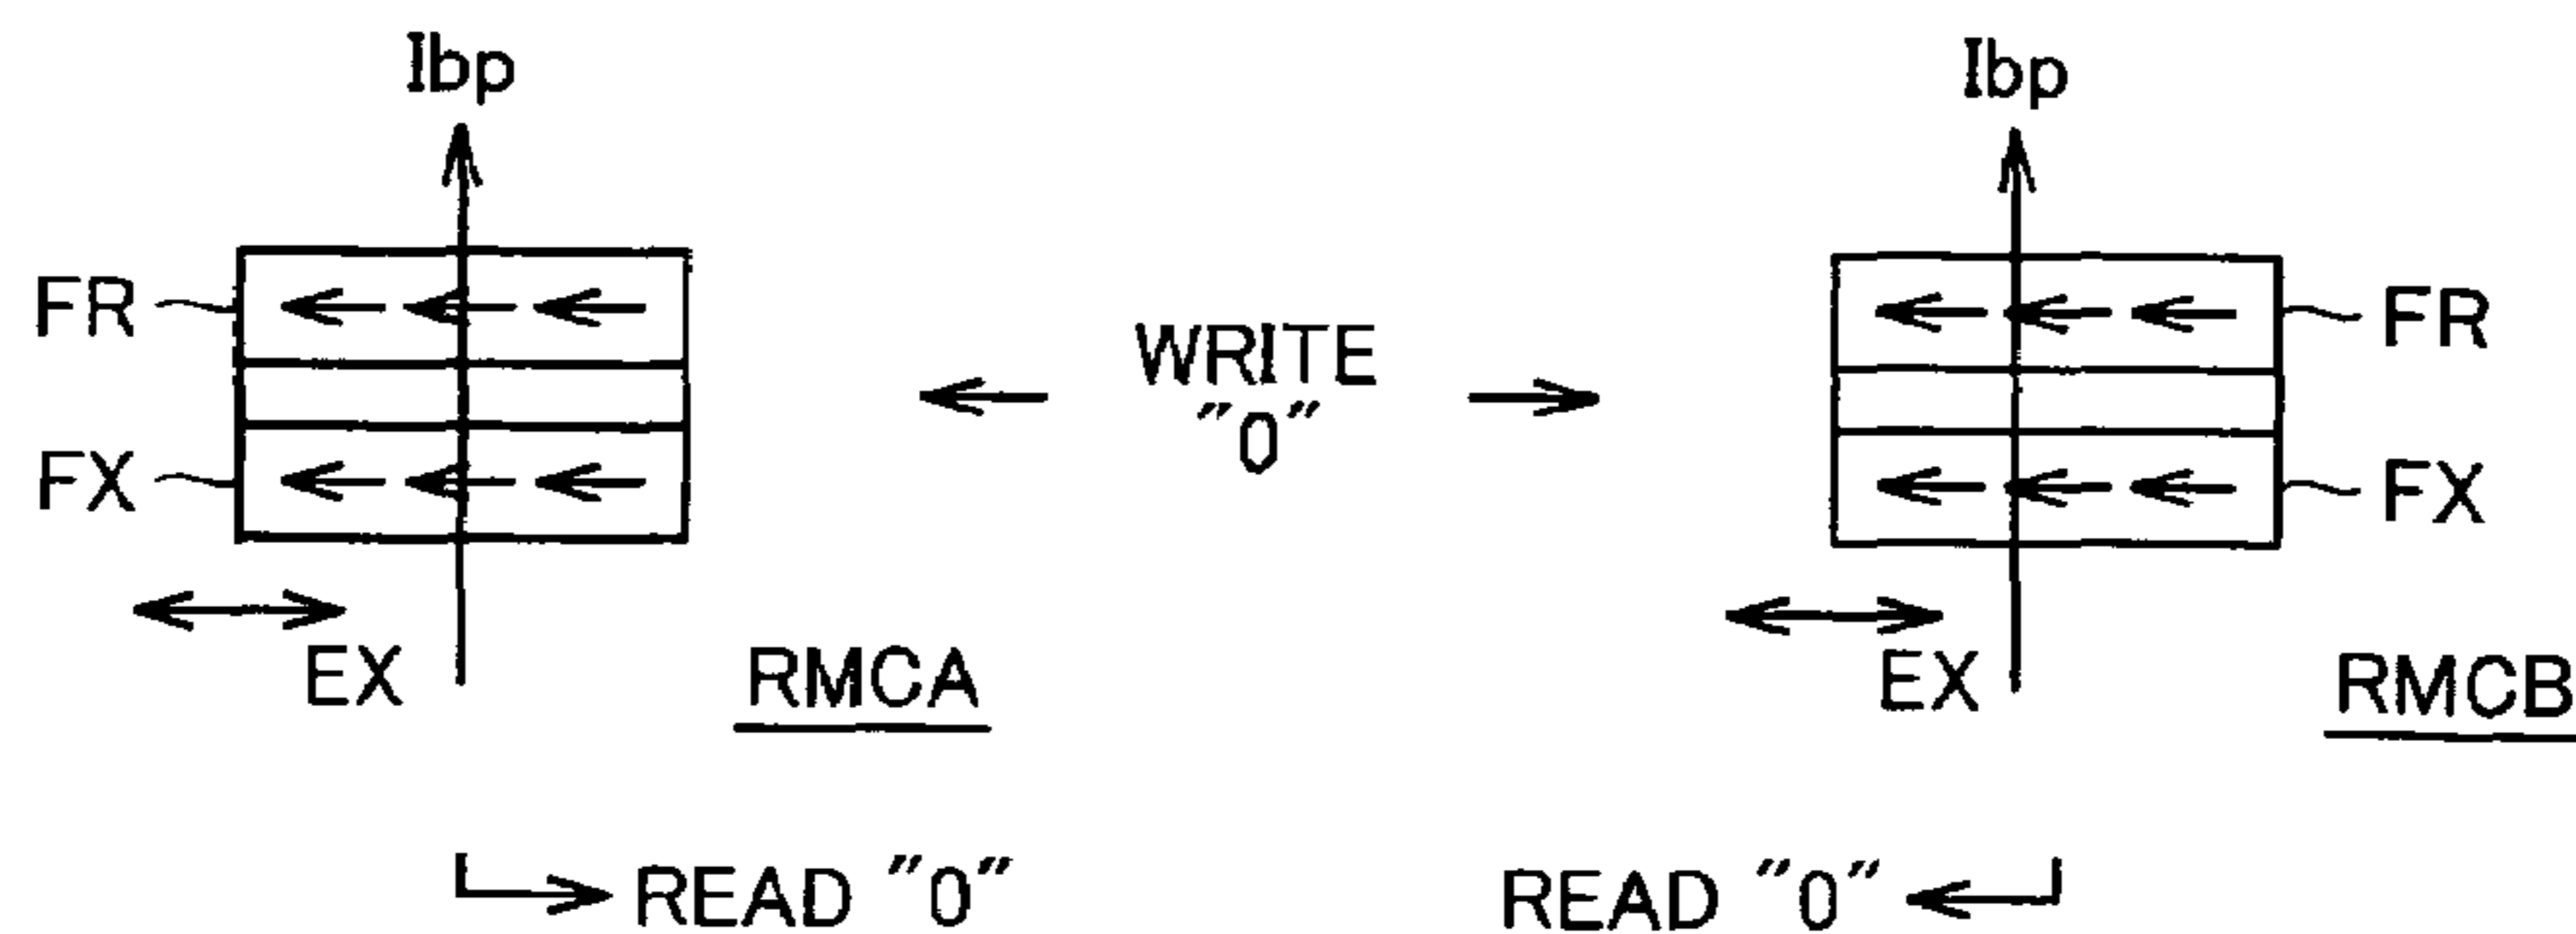 Ibp
Ibp
FR
FR
WRITE
"0"
FX
FX
EX
EX
RMCA
RMCB
READ "0"
READ "0"